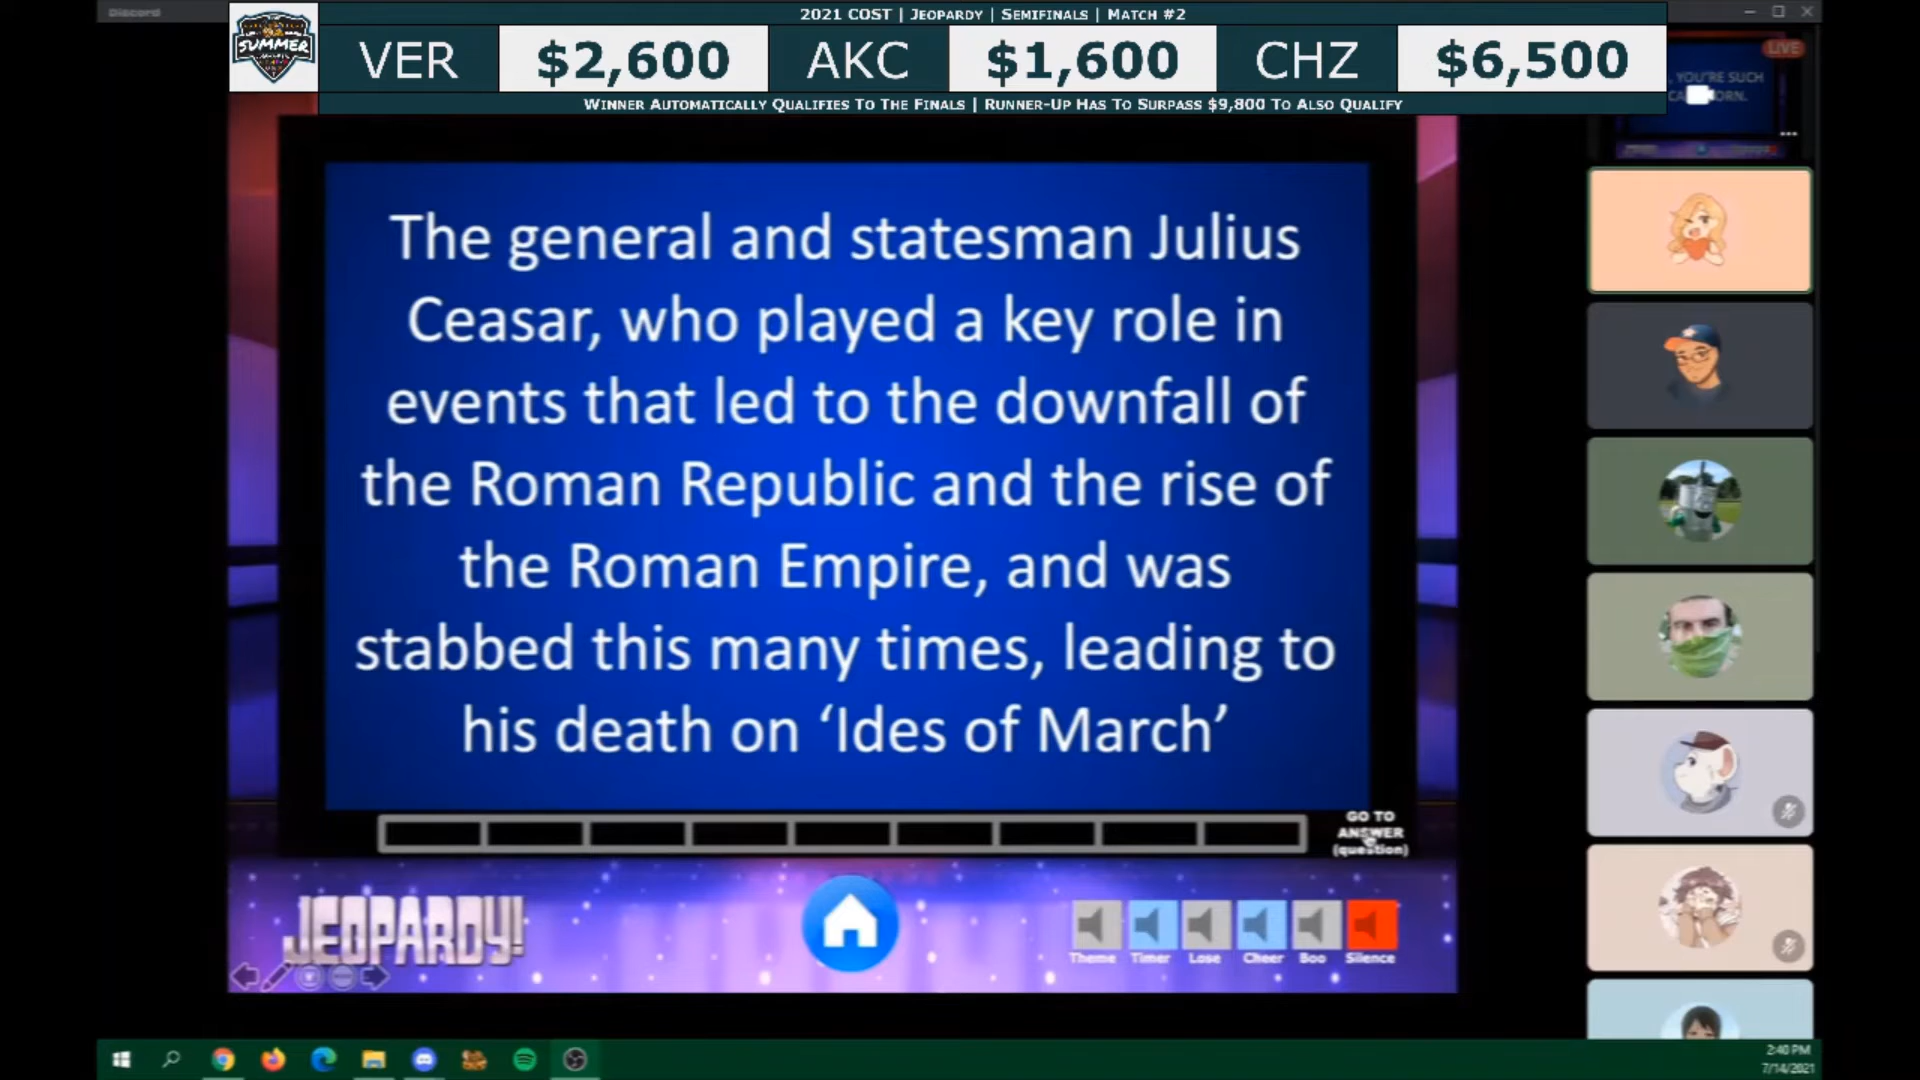 Discord
2021 COST | JEOPARDY | SEMIFINALS | MATCH #2
SUMMER
VER $2,600 AKC $1,600 CHZ $6,500
WINNER AUTOMATICALLY QUALIFIES TO THE FINALS | RUNNER-UP HAS TO SURPASS $9,800 TO ALSO QUALIFY
LIVE
YOU'RE SUCH
The general and statesman Julius
Ceasar, who played a key role in
events that led to the downfall of
the Roman Republic and the rise of
the Roman Empire, and was
stabbed this many times, leading to
his death on ‘Ides of March’
GO TO
ANSWER
(question)
JEOPARDY!
Theme Timer Lose Cheer Boo Silence
2:40 PM
7/14/2021